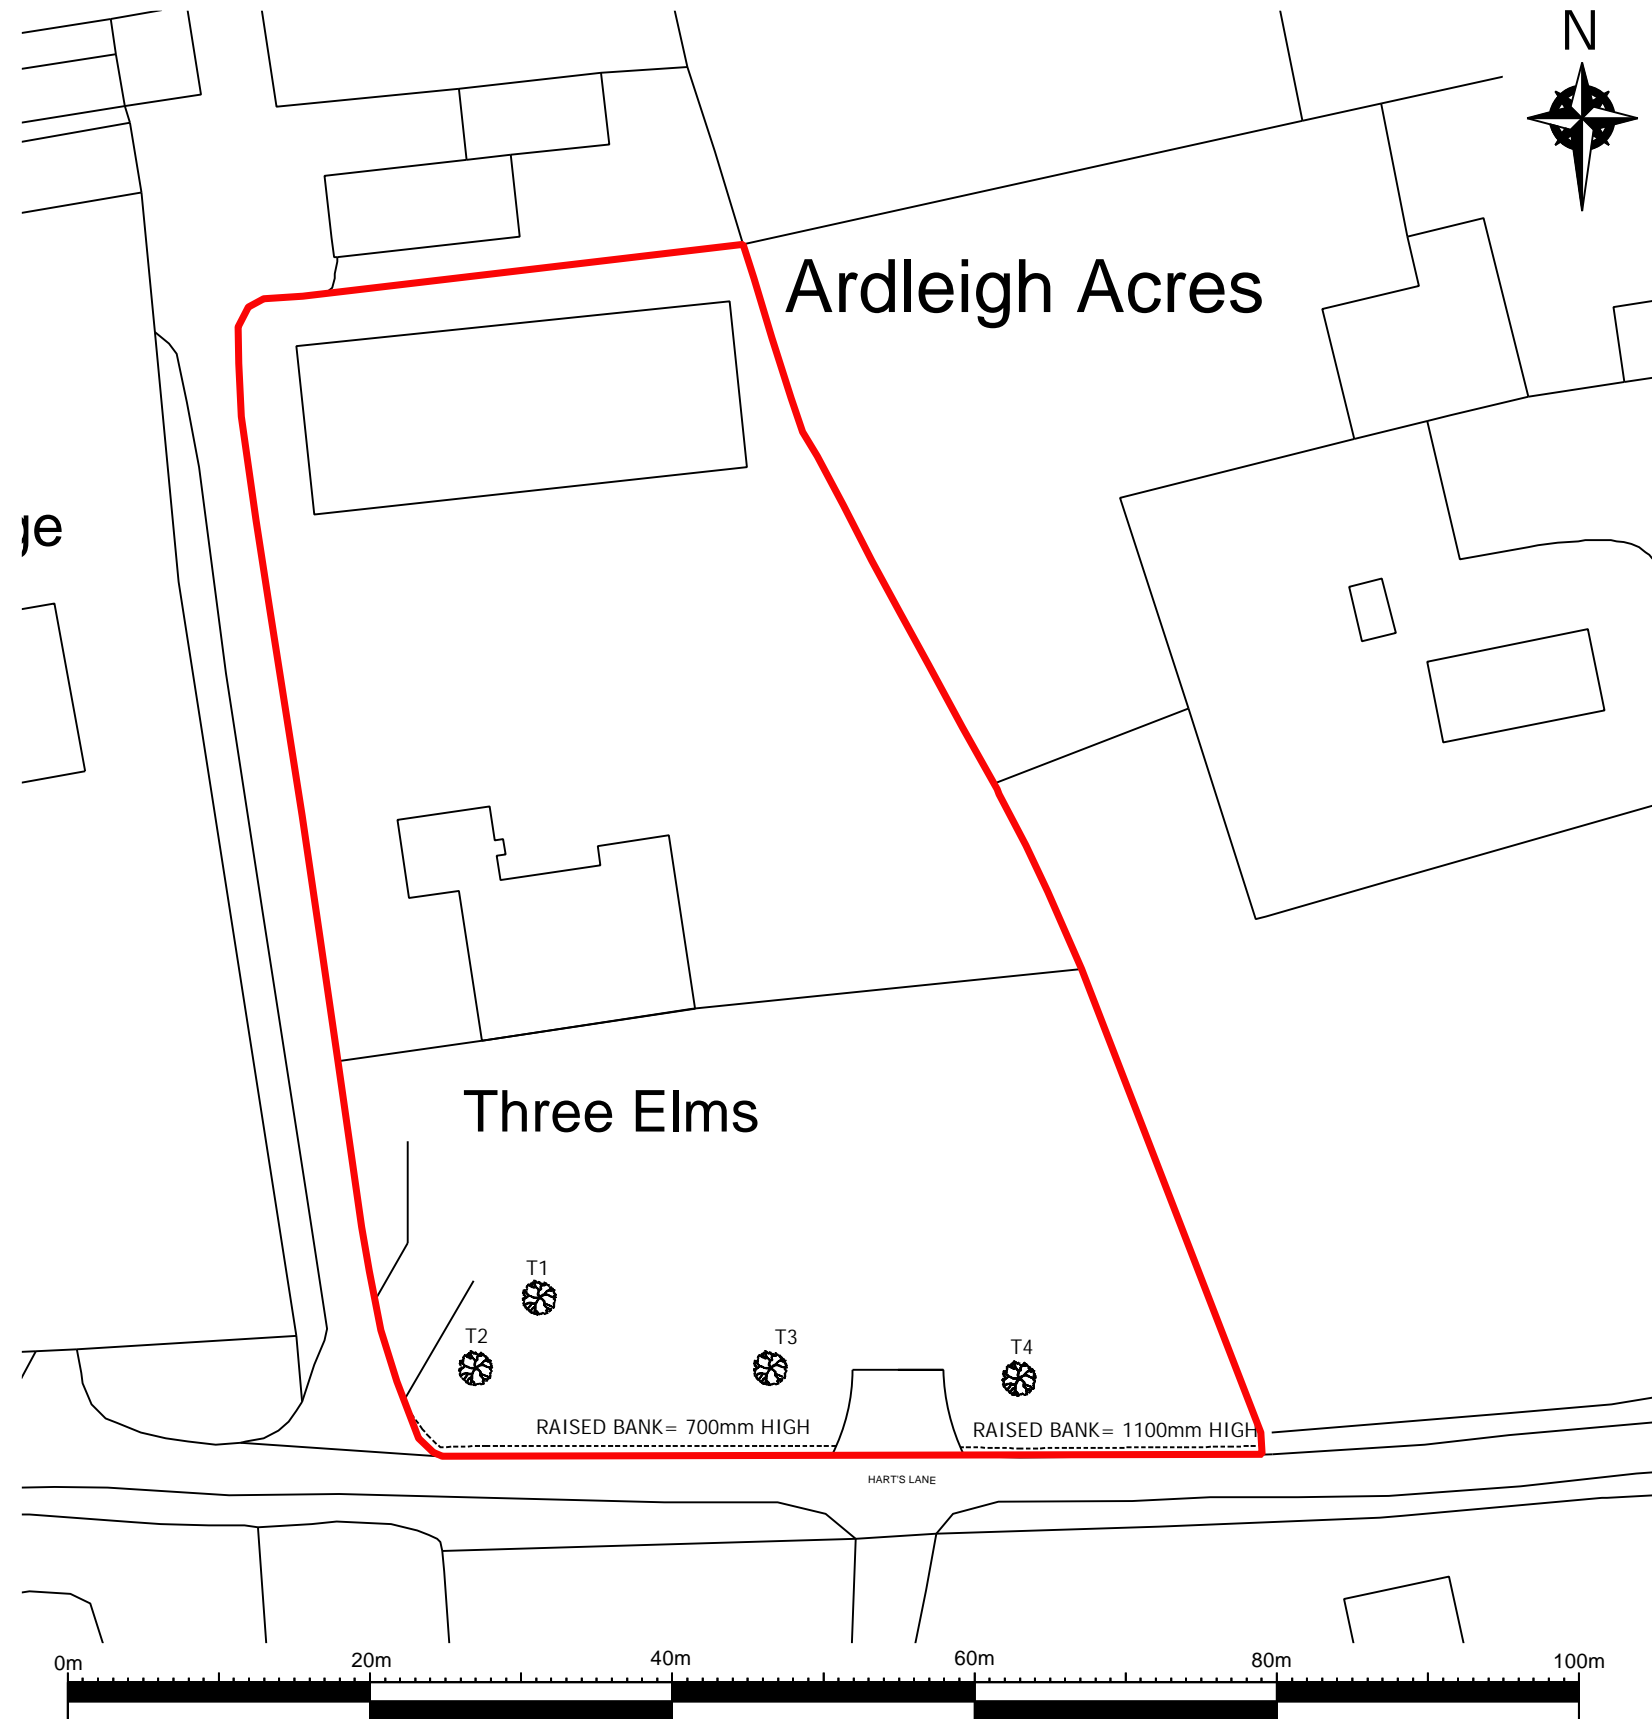 N
Ardleigh Acres
ge
Three Elms
T1
T2
T3
T4
RAISED BANK= 700mm HIGH
RAISED BANK= 1100mm HIGH
HART'S LANE
0m 20m 40m 60m 80m 100m